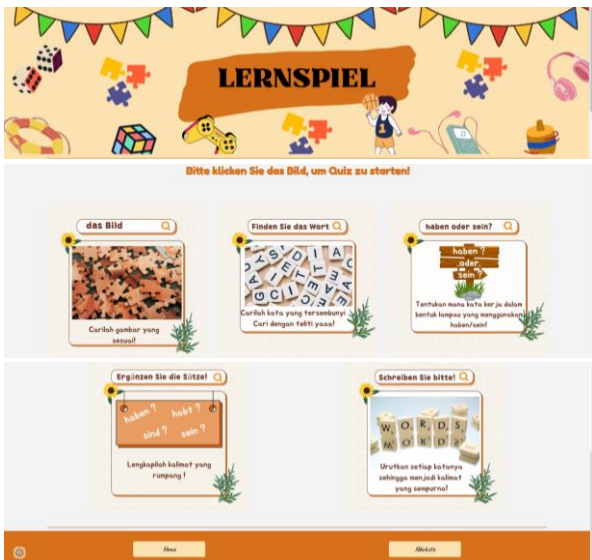 LERNSPIEL
Bitte klicken Sie das Bild, um Quiz zu starten!
das Bild
Carilah gambar yang
sesuai!
Finden Sie das Wort
Carilah kata yang tersembunyi
Cari dengan teliti yaaa!
haben oder sein?
haben ?
oder
sein ?
Tentukan mana kata kerja dalam
bentuk lampau yang menggunakan
haben/sein!
Ergänzen Sie die Sätze!
haben ? habt ?
sind ? sein ?
Lengkapilah kalimat yang
rumpang !
Schreiben Sie bitte!
W O R D S
Urutkan setiap katanya
sehingga menjadi kalimat
yang sempurna!
Home
Nächste